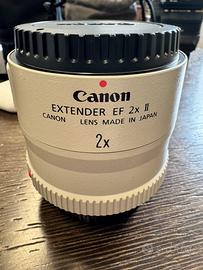 Canon
EXTENDER EF 2x II
CANON LENS MADE IN JAPAN
2x